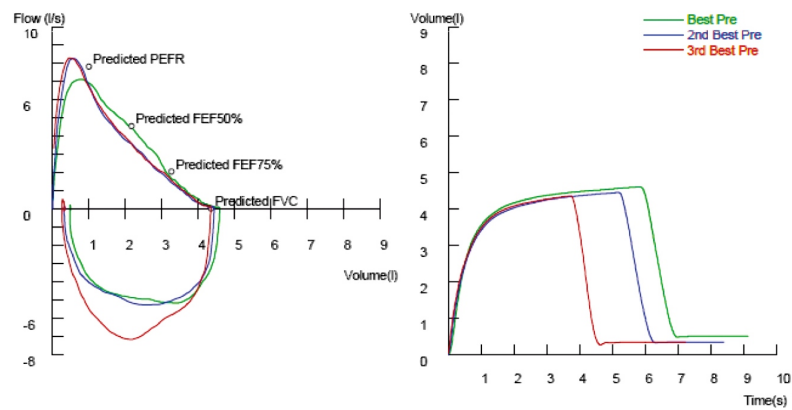 Flow (l/s)
10
6
0
-6
-8
Predicted PEFR
Predicted FEF50%
Predicted FEF75%
Predicted FVC
1 2 3 4 5 6 7 8 9
Volume(l)
Volume(l)
9
8
7
6
5
4
3
2
1
0
1 2 3 4 5 6 7 8 9 10
Time(s)
Best Pre
2nd Best Pre
3rd Best Pre